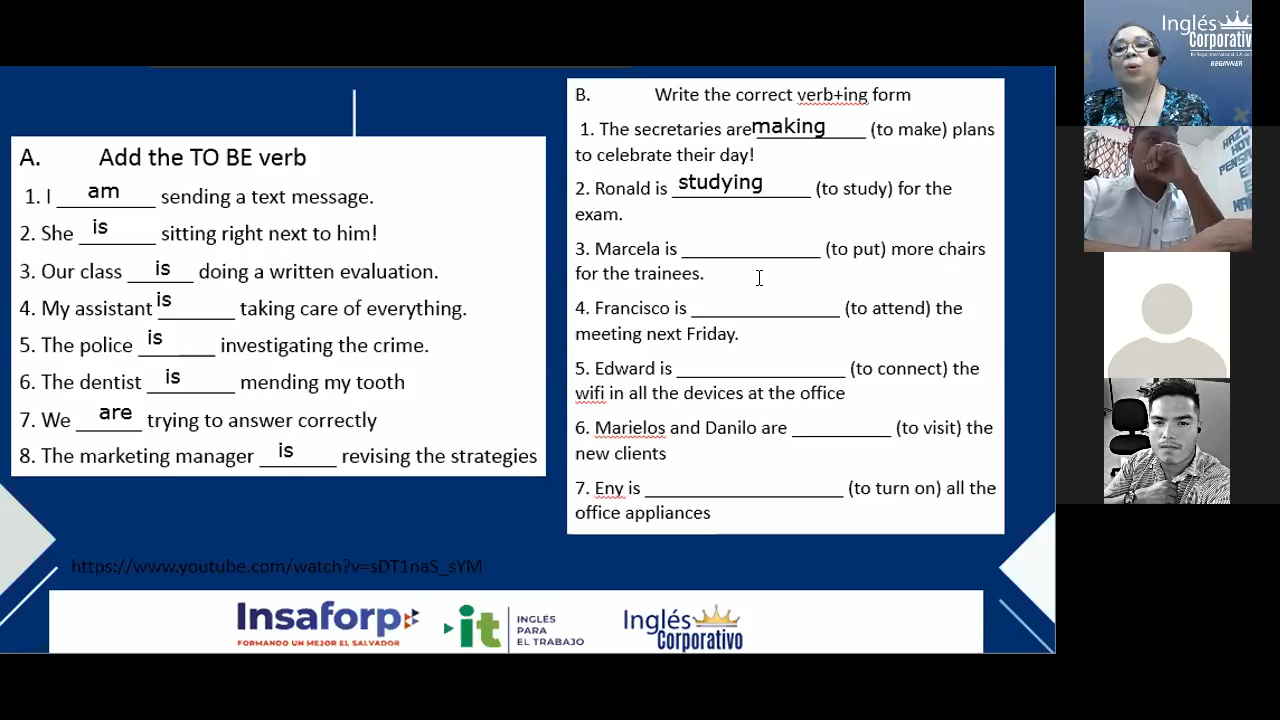 A. Add the TO BE verb
1. I am sending a text message.
2. She is sitting right next to him!
3. Our class is doing a written evaluation.
4. My assistant is taking care of everything.
5. The police is investigating the crime.
6. The dentist is mending my tooth
7. We are trying to answer correctly
8. The marketing manager is revising the strategies
B. Write the correct verb+ing form
1. The secretaries are making (to make) plans
to celebrate their day!
2. Ronald is studying (to study) for the
exam.
3. Marcela is __________ (to put) more chairs
for the trainees.
4. Francisco is __________ (to attend) the
meeting next Friday.
5. Edward is __________ (to connect) the
wifi in all the devices at the office
6. Marielos and Danilo are __________ (to visit) the
new clients
7. Eny is __________ (to turn on) all the
office appliances
https://www.youtube.com/watch?v=sDT1naS_sYM
Insaforp
FORMANDO UN MEJOR EL SALVADOR
it
INGLÉS
PARA
EL TRABAJO
Inglés
Corporativo
Inglés
Corporativo
BEGINNER